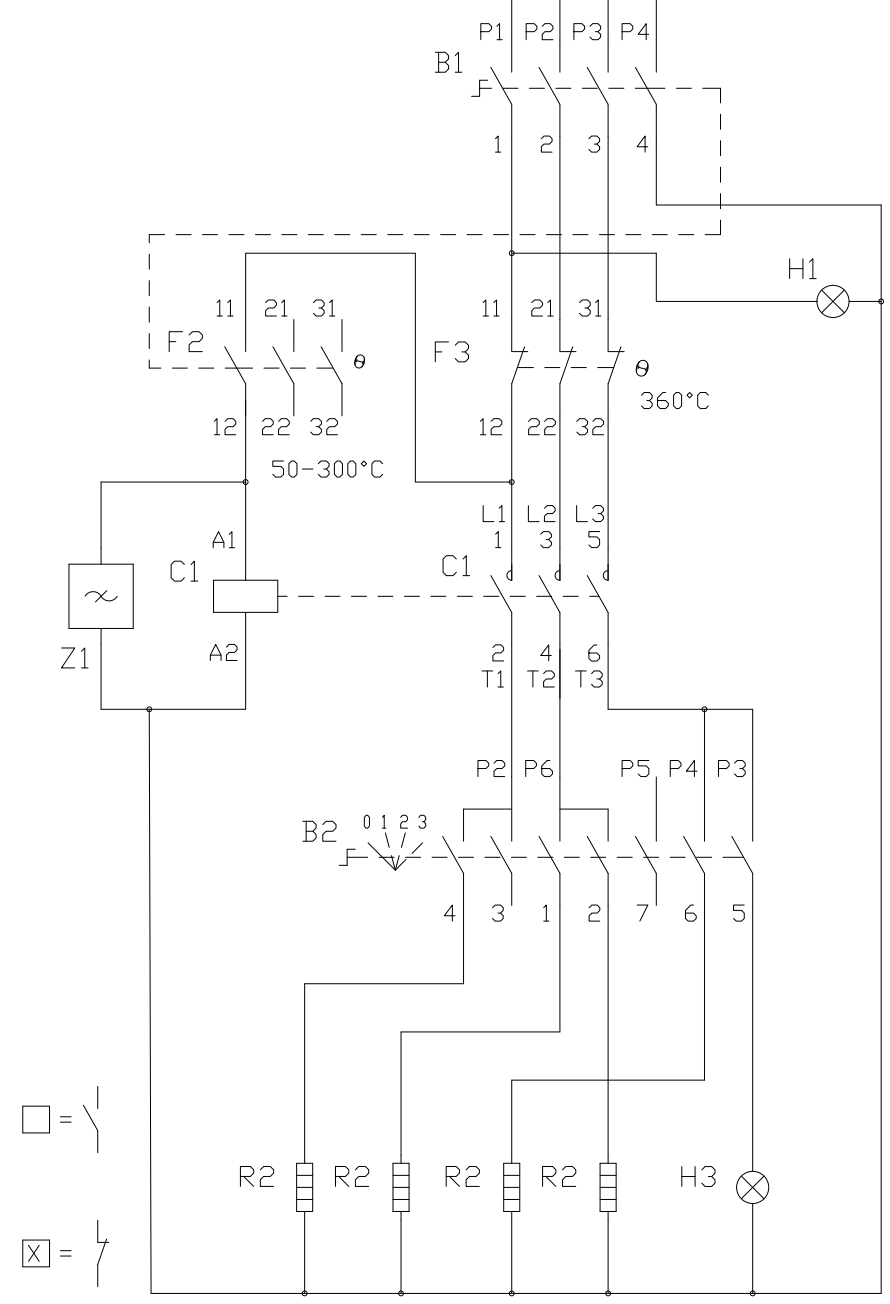 P1 P2 P3 P4
B1
1 2 3 4
H1
11 21 31 11 21 31
F2 F3
θ θ
360°C
12 22 32 12 22 32
50-300°C
L1 L2 L3
A1 1 3 5
C1 C1
Z1 A2 2 4 6
T1 T2 T3
P2 P6 P5 P4 P3
B2 0 1 2 3
4 3 1 2 7 6 5
=
R2 R2 R2 R2 H3
X =